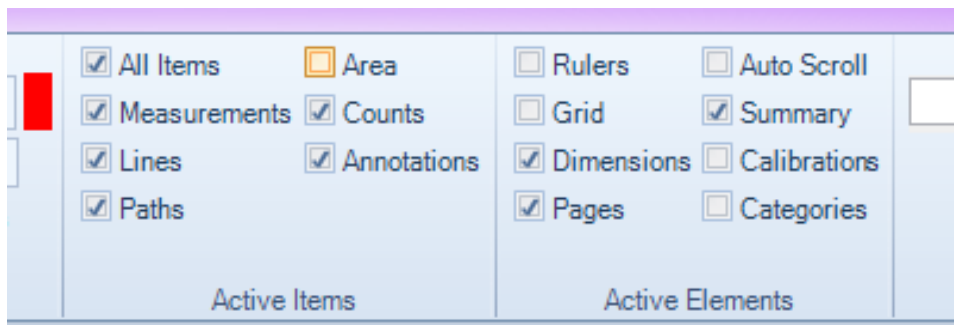 All Items Area Rulers Auto Scroll
Measurements Counts Grid Summary
Lines Annotations Dimensions Calibrations
Paths Pages Categories
Active Items Active Elements